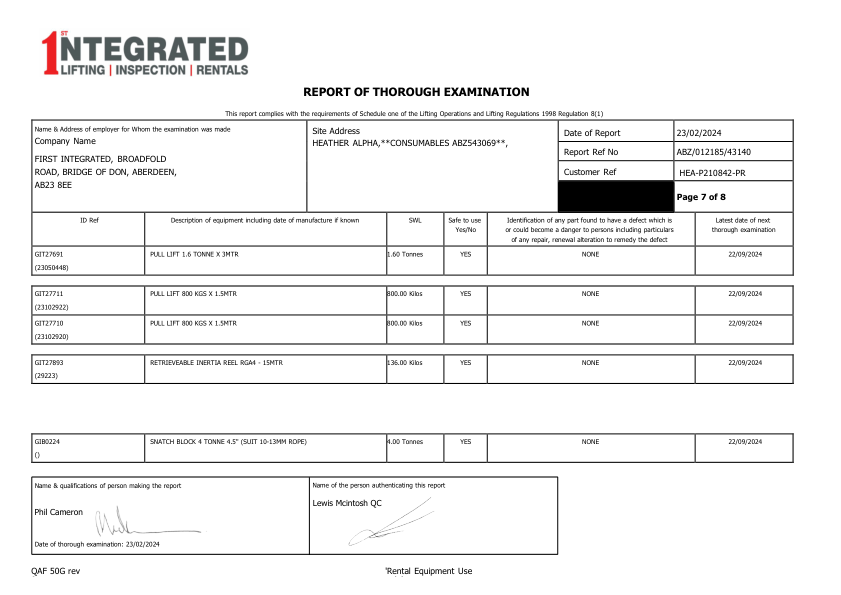 1ST INTEGRATED
LIFTING | INSPECTION | RENTALS
REPORT OF THOROUGH EXAMINATION
This report complies with the requirements of Schedule one of the Lifting Operations and Lifting Regulations 1998 Regulation 8(1)
Name & Address of employer for Whom the examination was made
Company Name
FIRST INTEGRATED, BROADFOLD
ROAD, BRIDGE OF DON, ABERDEEN,
AB23 8EE
Site Address
HEATHER ALPHA,**CONSUMABLES ABZ543069**,
Date of Report 23/02/2024
Report Ref No ABZ/012185/43140
Customer Ref HEA-P210842-PR
Page 7 of 8
ID Ref
Description of equipment including date of manufacture if known
SWL
Safe to use
Yes/No
Identification of any part found to have a defect which is
or could become a danger to persons including particulars
of any repair, renewal alteration to remedy the defect
Latest date of next
thorough examination
GIT27691 PULL LIFT 1.6 TONNE X 3MTR 1.60 Tonnes YES NONE 22/09/2024
(23050448)
GIT27711 PULL LIFT 800 KGS X 1.5MTR 800.00 Kilos YES NONE 22/09/2024
(23102922)
GIT27710 PULL LIFT 800 KGS X 1.5MTR 800.00 Kilos YES NONE 22/09/2024
(23102920)
GIT27893 RETRIEVEABLE INERTIA REEL RGA4 - 15MTR 136.00 Kilos YES NONE 22/09/2024
(29223)
GIB0224 SNATCH BLOCK 4 TONNE 4.5" (SUIT 10-13MM ROPE) 4.00 Tonnes YES NONE 22/09/2024
()
Name & qualifications of person making the report
Phil Cameron
Date of thorough examination: 23/02/2024
Name of the person authenticating this report
Lewis Mcintosh QC
QAF 50G rev
'Rental Equipment Use